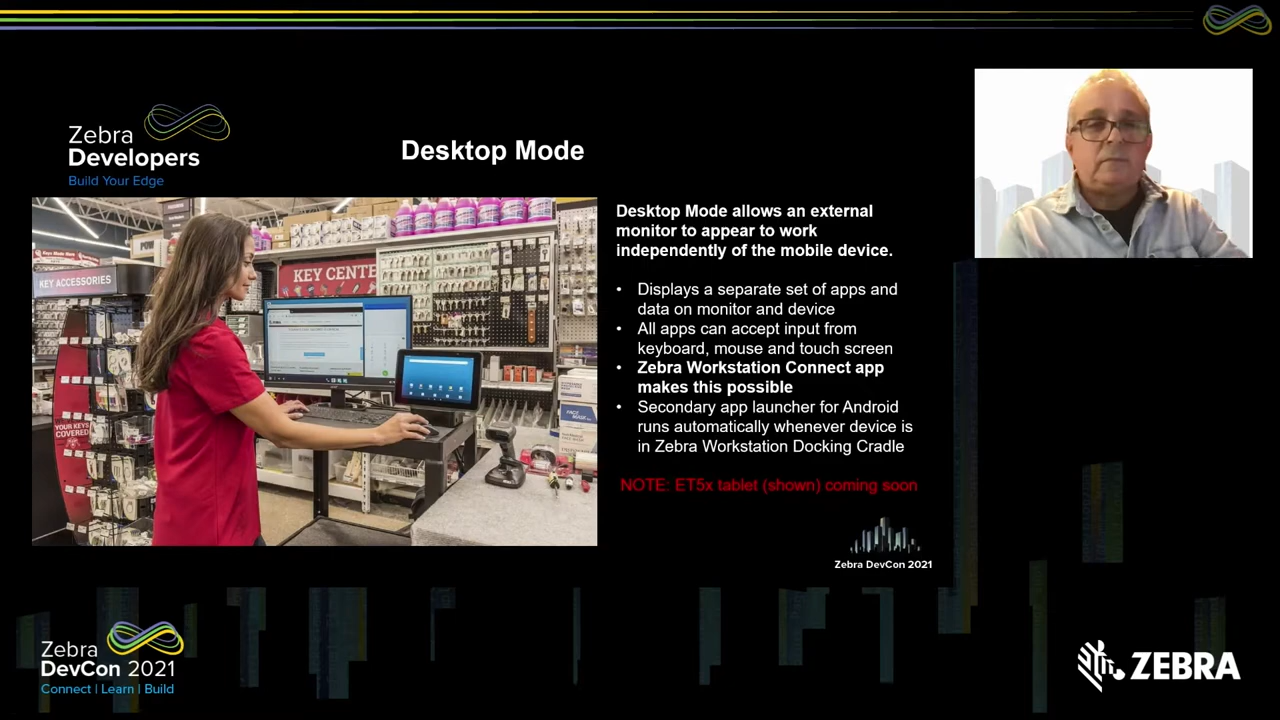 Zebra
Developers
Build Your Edge
Desktop Mode
KEY CENTE
KEY ACCESSORIES
YOUR KEYS
COVERED
Desktop Mode allows an external
monitor to appear to work
independently of the mobile device.
• Displays a separate set of apps and
data on monitor and device
• All apps can accept input from
keyboard, mouse and touch screen
• Zebra Workstation Connect app
makes this possible
• Secondary app launcher for Android
runs automatically whenever device is
in Zebra Workstation Docking Cradle
NOTE: ET5x tablet (shown) coming soon
Zebra DevCon 2021
Zebra
DevCon 2021
Connect | Learn | Build
ZEBRA